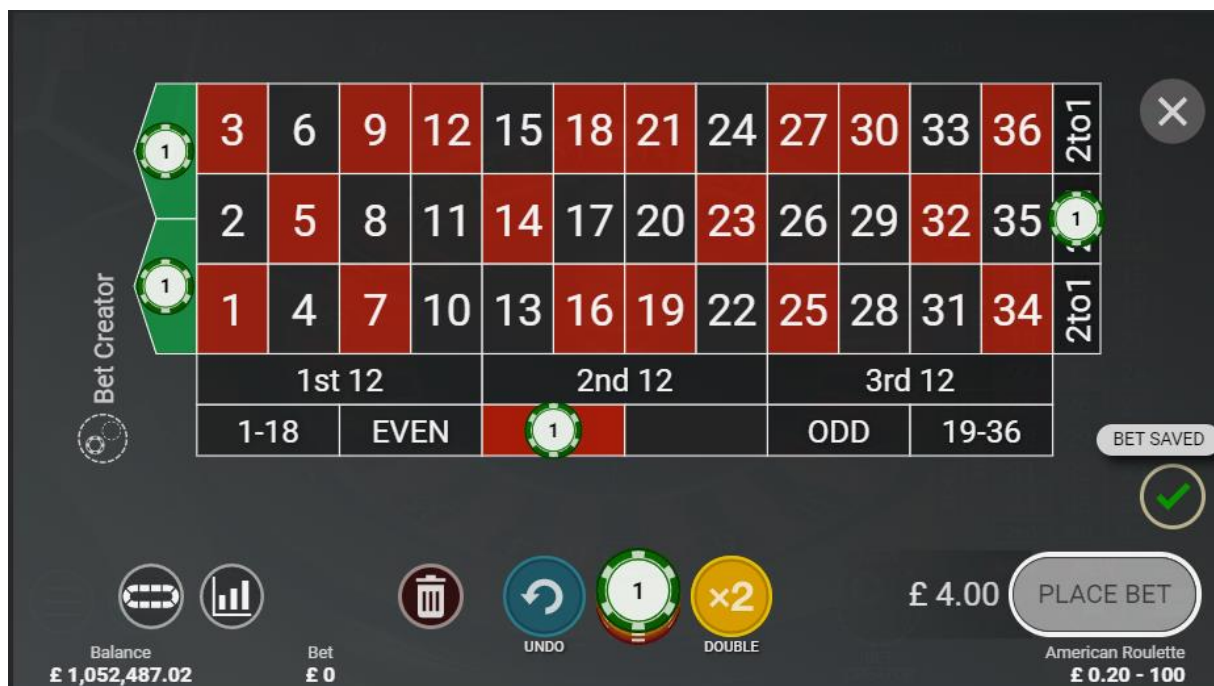 3 6 9 12 15 18 21 24 27 30 33 36 2to1
1
2 5 8 11 14 17 20 23 26 29 32 35 1
1
1 4 7 10 13 16 19 22 25 28 31 34 2to1
Bet Creator
1st 12 2nd 12 3rd 12
1-18 EVEN 1 ODD 19-36
BET SAVED
1 ×2 £ 4.00 PLACE BET
UNDO DOUBLE
Balance Bet American Roulette
£ 1,052,487.02 £ 0 £ 0.20 - 100